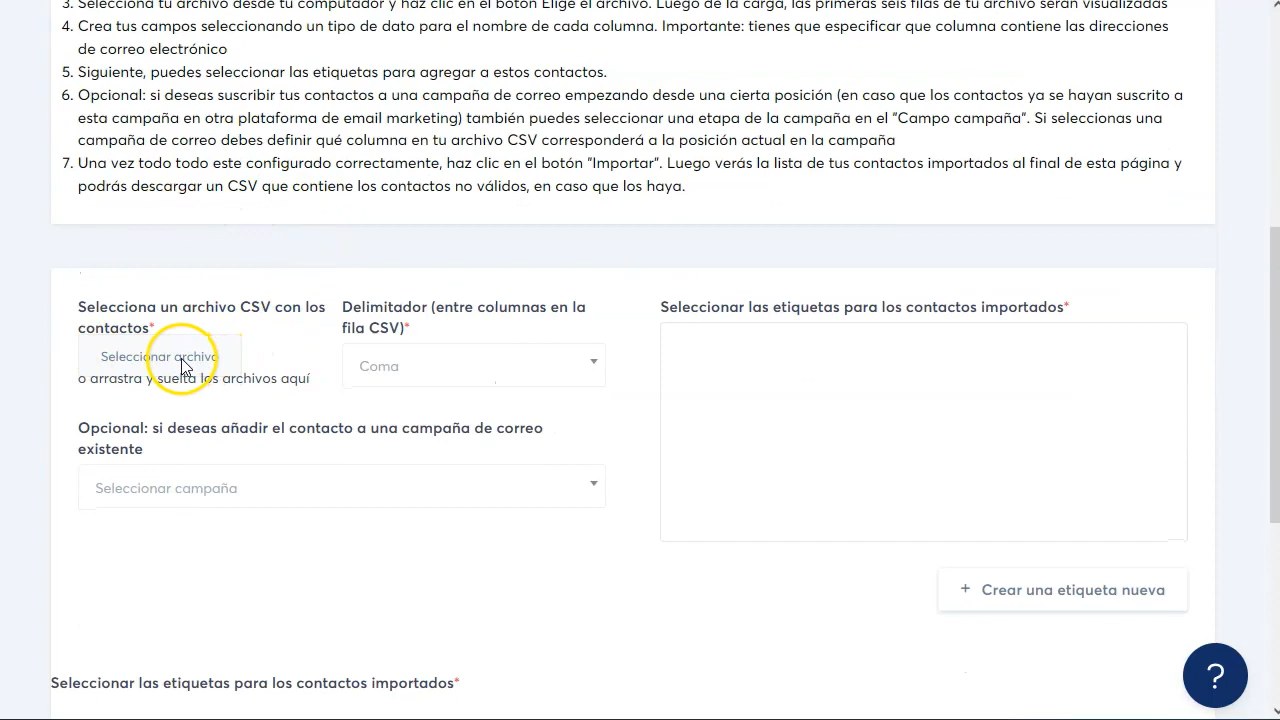 3. Selecciona tu archivo desde tu computador y haz clic en el botón Elige el archivo. Luego de la carga, las primeras seis filas de tu archivo serán visualizadas
4. Crea tus campos seleccionando un tipo de dato para el nombre de cada columna. Importante: tienes que especificar que columna contiene las direcciones
de correo electrónico
5. Siguiente, puedes seleccionar las etiquetas para agregar a estos contactos.
6. Opcional: si deseas suscribir tus contactos a una campaña de correo empezando desde una cierta posición (en caso que los contactos ya se hayan suscrito a
esta campaña en otra plataforma de email marketing) también puedes seleccionar una etapa de la campaña en el "Campo campaña". Si seleccionas una
campaña de correo debes definir qué columna en tu archivo CSV corresponderá a la posición actual en la campaña
7. Una vez todo todo este configurado correctamente, haz clic en el botón "Importar". Luego verás la lista de tus contactos importados al final de esta página y
podrás descargar un CSV que contiene los contactos no válidos, en caso que los haya.
Selecciona un archivo CSV con los
contactos*
Seleccionar archivo
o arrastra y suelta los archivos aquí
Delimitador (entre columnas en la
fila CSV)*
Coma
Seleccionar las etiquetas para los contactos importados*
Opcional: si deseas añadir el contacto a una campaña de correo
existente
Seleccionar campaña
+ Crear una etiqueta nueva
Seleccionar las etiquetas para los contactos importados*
?